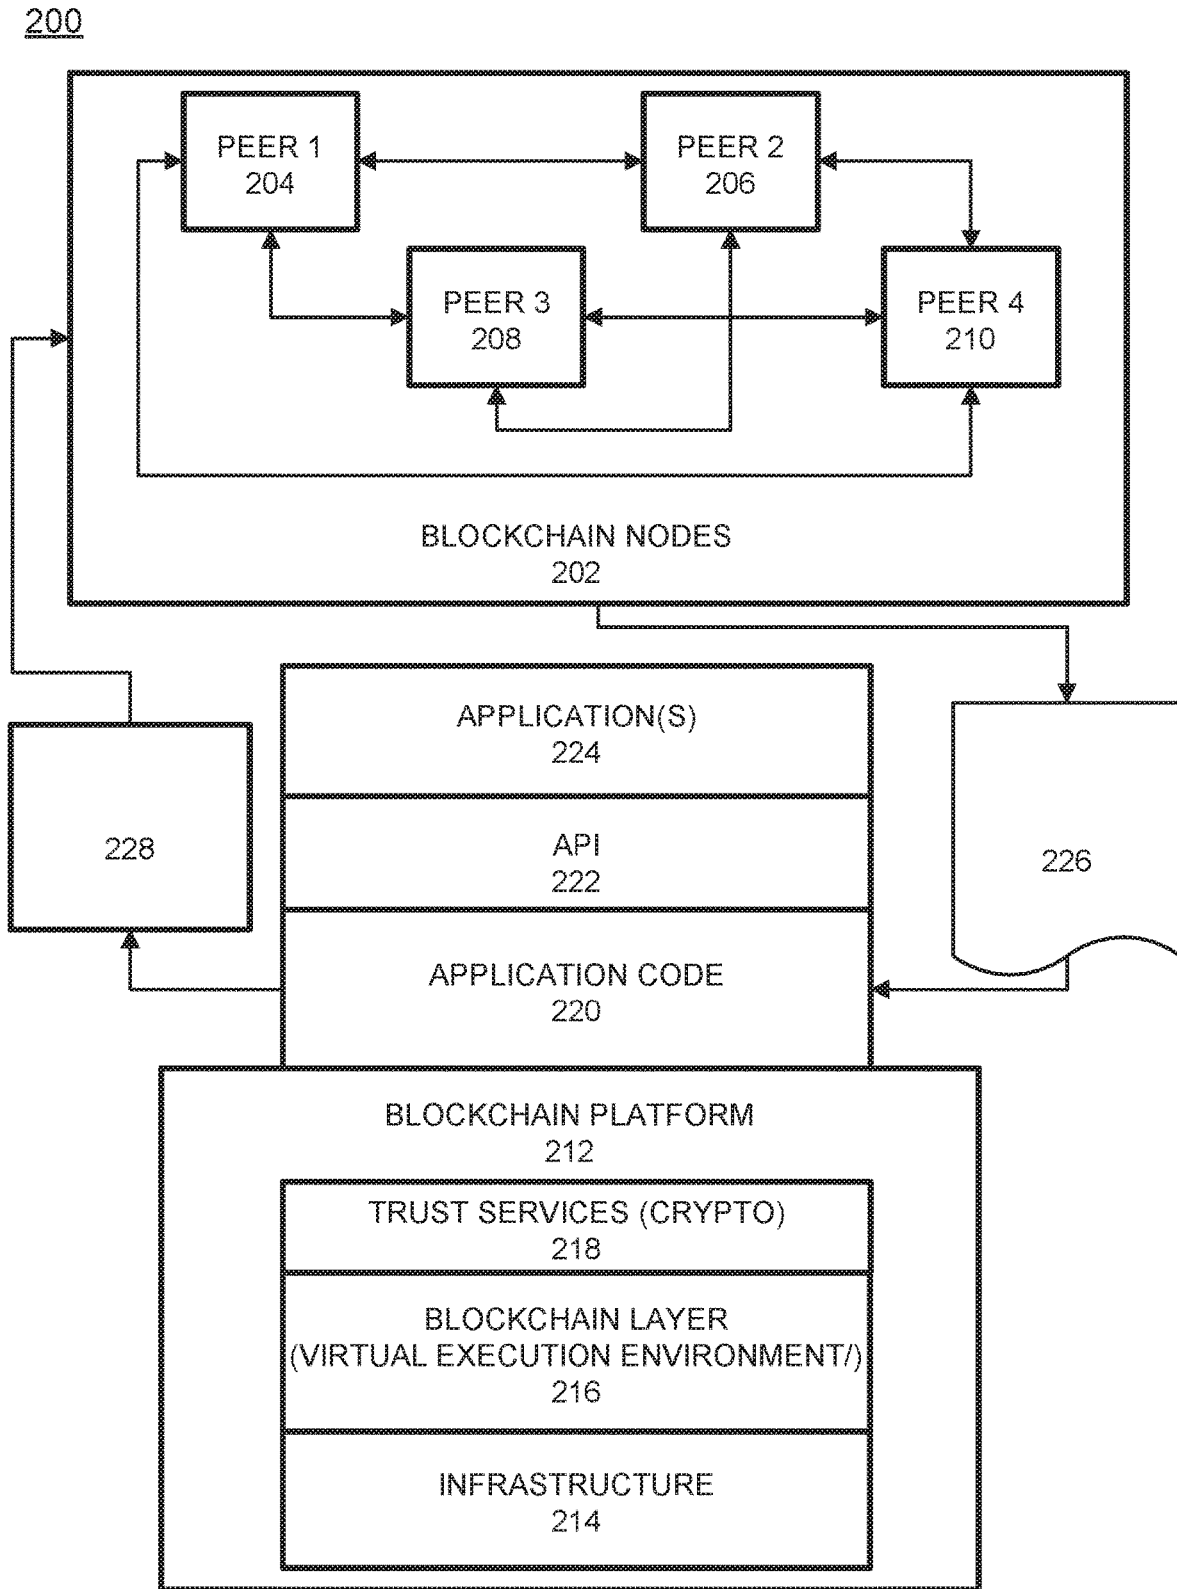 200
PEER 1
204
PEER 2
206
PEER 3
208
PEER 4
210
BLOCKCHAIN NODES
202
APPLICATION(S)
224
API
222
228
226
APPLICATION CODE
220
BLOCKCHAIN PLATFORM
212
TRUST SERVICES (CRYPTO)
218
BLOCKCHAIN LAYER
(VIRTUAL EXECUTION ENVIRONMENT/)
216
INFRASTRUCTURE
214